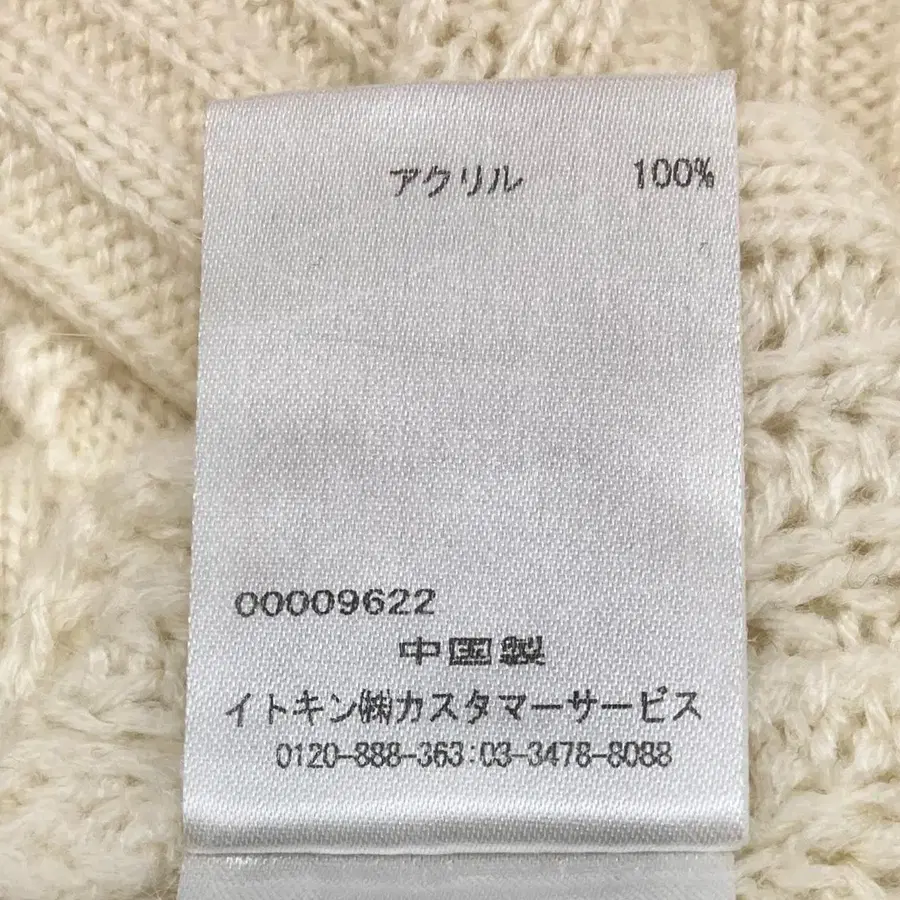 アクリル 100%
00009622
中国製
イトキン㈱カスタマーサービス
0120-888-363:03-3478-8088